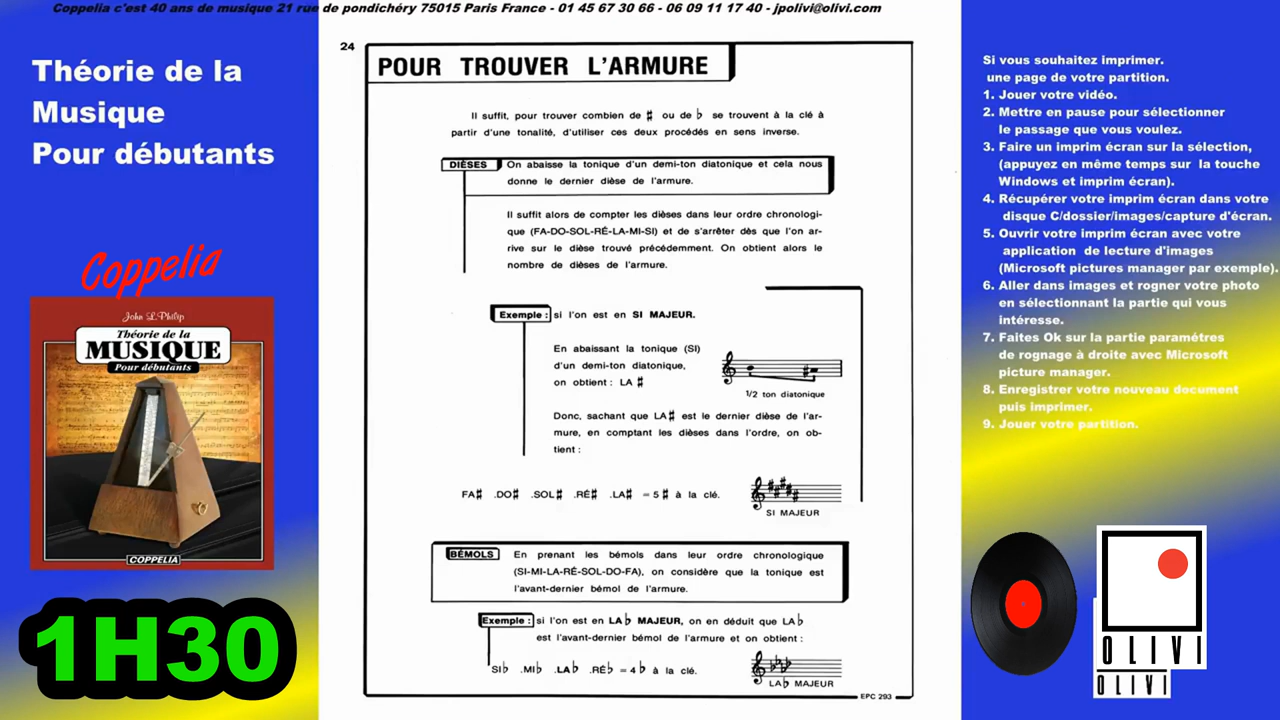 Coppelia c'est 40 ans de musique 21 rue de pondichéry 75015 Paris France - 01 45 67 30 66 - 06 09 11 17 40 - jpolivi@olivi.com
Théorie de la
Musique
Pour débutants
Coppelia
John L. Philip
Théorie de la
MUSIQUE
Pour débutants
COPPELIA
1H30
24
POUR TROUVER L'ARMURE
Il suffit, pour trouver combien de ♯ ou de ♭ se trouvent à la clé à
partir d'une tonalité, d'utiliser ces deux procédés en sens inverse.
DIÈSES On abaisse la tonique d'un demi-ton diatonique et cela nous
donne le dernier dièse de l'armure.
Il suffit alors de compter les dièses dans leur ordre chronologi-
que (FA-DO-SOL-RÉ-LA-MI-SI) et de s'arrêter dès que l'on ar-
rive sur le dièse trouvé précédemment. On obtient alors le
nombre de dièses de l'armure.
Exemple : si l'on est en SI MAJEUR.
En abaissant la tonique (SI)
d'un demi-ton diatonique,
on obtient : LA ♯
1/2 ton diatonique
Donc, sachant que LA♯ est le dernier dièse de l'ar-
mure, en comptant les dièses dans l'ordre, on ob-
tient :
FA♯ .DO♯ .SOL♯ .RÉ♯ .LA♯ = 5 ♯ à la clé.
SI MAJEUR
BÉMOLS En prenant les bémols dans leur ordre chronologique
(SI-MI-LA-RÉ-SOL-DO-FA), on considère que la tonique est
l'avant-dernier bémol de l'armure.
Exemple : si l'on est en LA♭ MAJEUR, on en déduit que LA♭
est l'avant-dernier bémol de l'armure et on obtient :
SI♭ .MI♭ .LA♭ .RÉ♭ = 4 ♭ à la clé.
LA♭ MAJEUR
EPC 293
Si vous souhaitez imprimer.
une page de votre partition.
1. Jouer votre vidéo.
2. Mettre en pause pour sélectionner
le passage que vous voulez.
3. Faire un imprim écran sur la sélection,
(appuyez en même temps sur la touche
Windows et imprim écran).
4. Récupérer votre imprim écran dans votre
disque C/dossier/images/capture d'écran.
5. Ouvrir votre imprim écran avec votre
application de lecture d'images
(Microsoft pictures manager par exemple).
6. Aller dans images et rogner votre photo
en sélectionnant la partie qui vous
intéresse.
7. Faites Ok sur la partie paramétres
de rognage à droite avec Microsoft
picture manager.
8. Enregistrer votre nouveau document
puis imprimer.
9. Jouer votre partition.
OLIVI
OLIVI